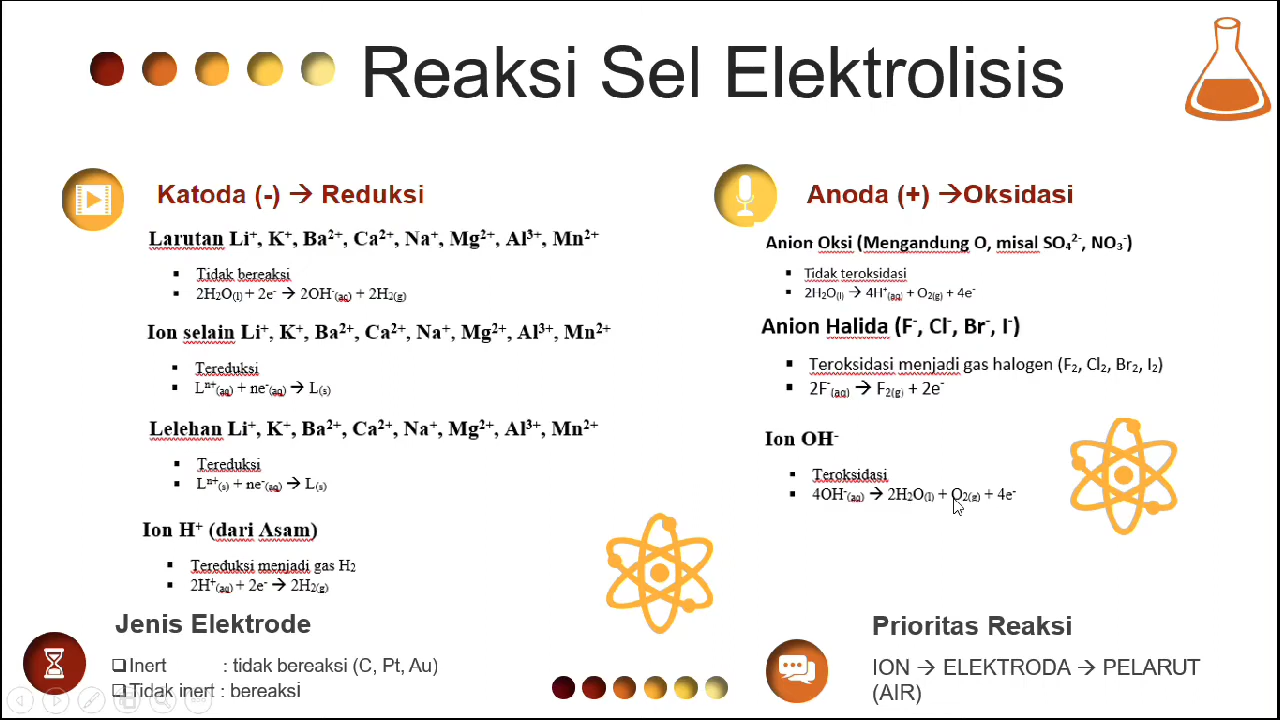 Reaksi Sel Elektrolisis
Katoda (-) → Reduksi
Larutan Li⁺, K⁺, Ba²⁺, Ca²⁺, Na⁺, Mg²⁺, Al³⁺, Mn²⁺
▪ Tidak bereaksi
▪ 2H₂O₍ₗ₎ + 2e⁻ → 2OH⁻(aq) + 2H₂(g)
Ion selain Li⁺, K⁺, Ba²⁺, Ca²⁺, Na⁺, Mg²⁺, Al³⁺, Mn²⁺
▪ Tereduksi
▪ Lⁿ⁺(aq) + ne⁻(aq) → L(s)
Lelehan Li⁺, K⁺, Ba²⁺, Ca²⁺, Na⁺, Mg²⁺, Al³⁺, Mn²⁺
▪ Tereduksi
▪ Lⁿ⁺(s) + ne⁻(aq) → L(s)
Ion H⁺ (dari Asam)
▪ Tereduksi menjadi gas H₂
▪ 2H⁺(aq) + 2e⁻ → 2H₂(g)
Anoda (+) →Oksidasi
Anion Oksi (Mengandung O, misal SO₄²⁻, NO₃⁻)
▪ Tidak teroksidasi
▪ 2H₂O(l) → 4H⁺(aq) + O₂(g) + 4e⁻
Anion Halida (F⁻, Cl⁻, Br⁻, I⁻)
▪ Teroksidasi menjadi gas halogen (F₂, Cl₂, Br₂, I₂)
▪ 2F⁻(aq) → F₂(g) + 2e⁻
Ion OH⁻
▪ Teroksidasi
▪ 4OH⁻(aq) → 2H₂O(l) + O₂(g) + 4e⁻
Jenis Elektrode
❑Inert : tidak bereaksi (C, Pt, Au)
❑Tidak inert : bereaksi
Prioritas Reaksi
ION → ELEKTRODA → PELARUT
(AIR)